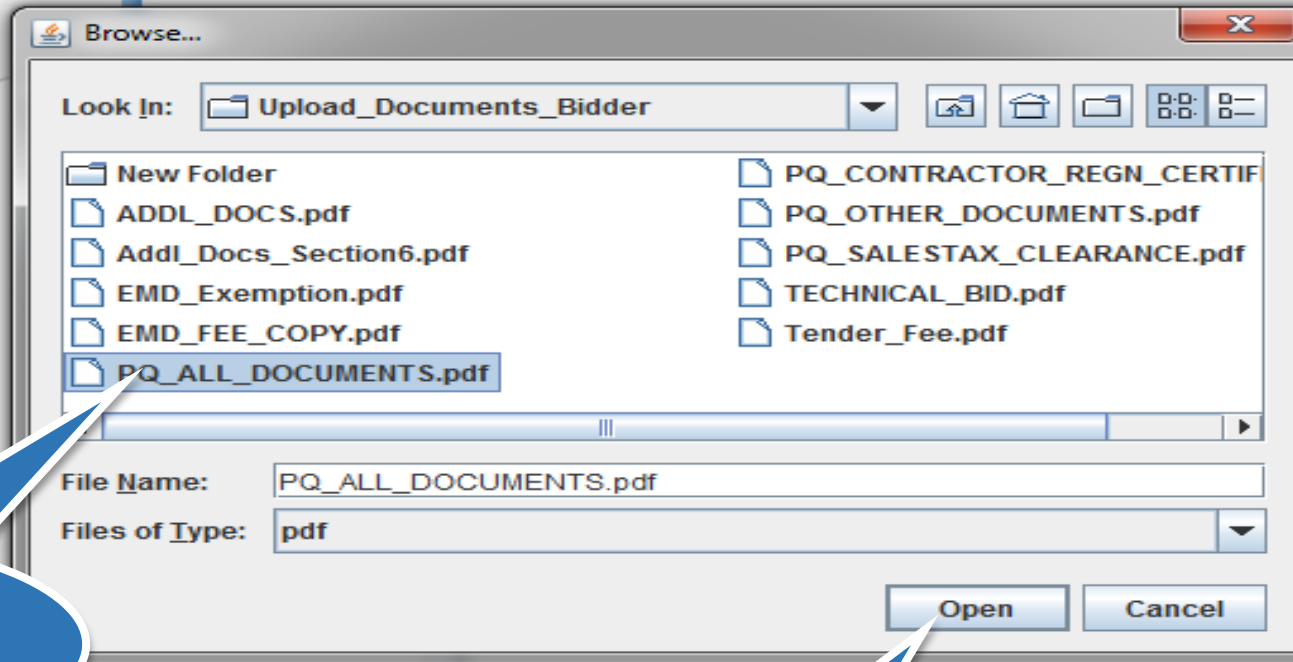 Browse...
Look In: Upload_Documents_Bidder
New Folder
ADDL_DOCS.pdf
Addl_Docs_Section6.pdf
EMD_Exemption.pdf
EMD_FEE_COPY.pdf
PQ_ALL_DOCUMENTS.pdf
PQ_CONTRACTOR_REGN_CERTIF
PQ_OTHER_DOCUMENTS.pdf
PQ_SALESTAX_CLEARANCE.pdf
TECHNICAL_BID.pdf
Tender_Fee.pdf
File Name: PQ_ALL_DOCUMENTS.pdf
Files of Type: pdf
Open Cancel